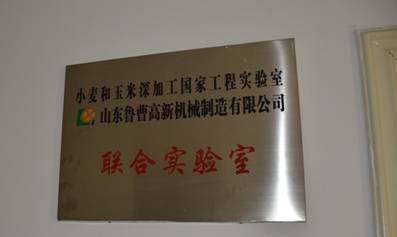 小麦和玉米深加工国家工程实验室
山东鲁曹高新机械制造有限公司
联合实验室